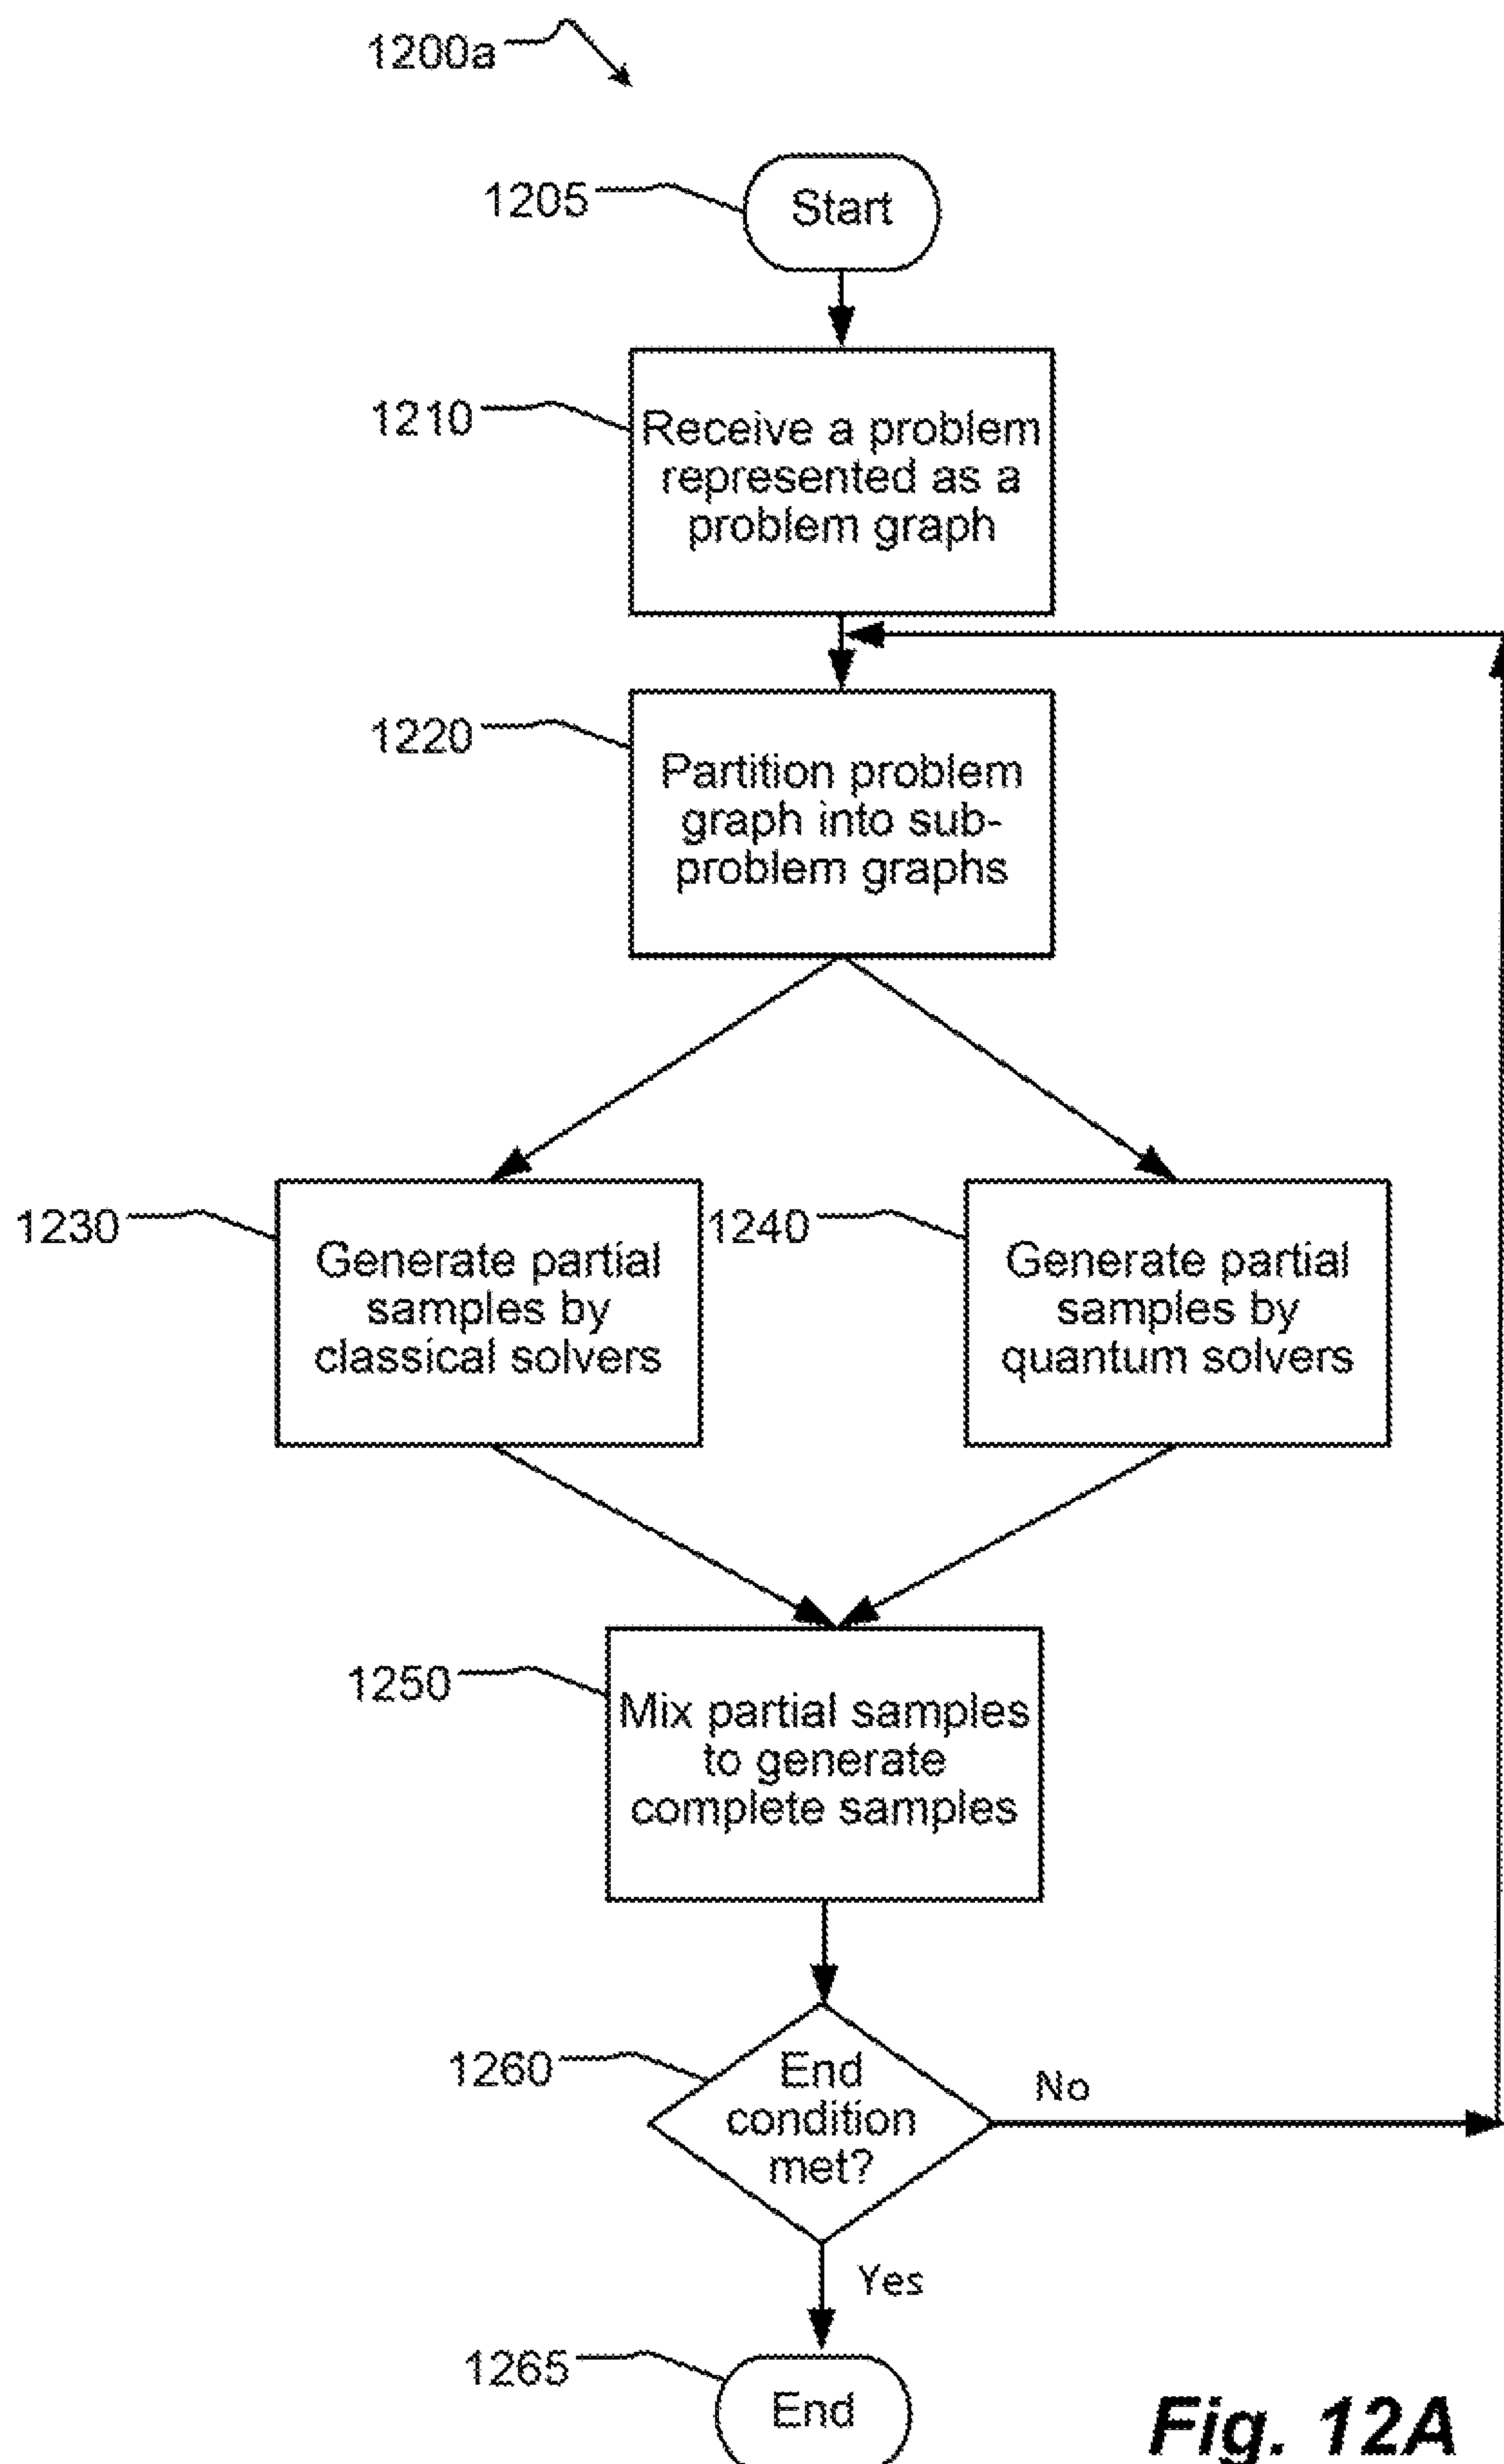 1200a
1205
Start
1210
Receive a problem
represented as a
problem graph
1220
Partition problem
graph into sub-
problem graphs
1230
Generate partial
samples by
classical solvers
1240
Generate partial
samples by
quantum solvers
1250
Mix partial samples
to generate
complete samples
1260
End
condition
met?
No
Yes
1265
End
Fig. 12A